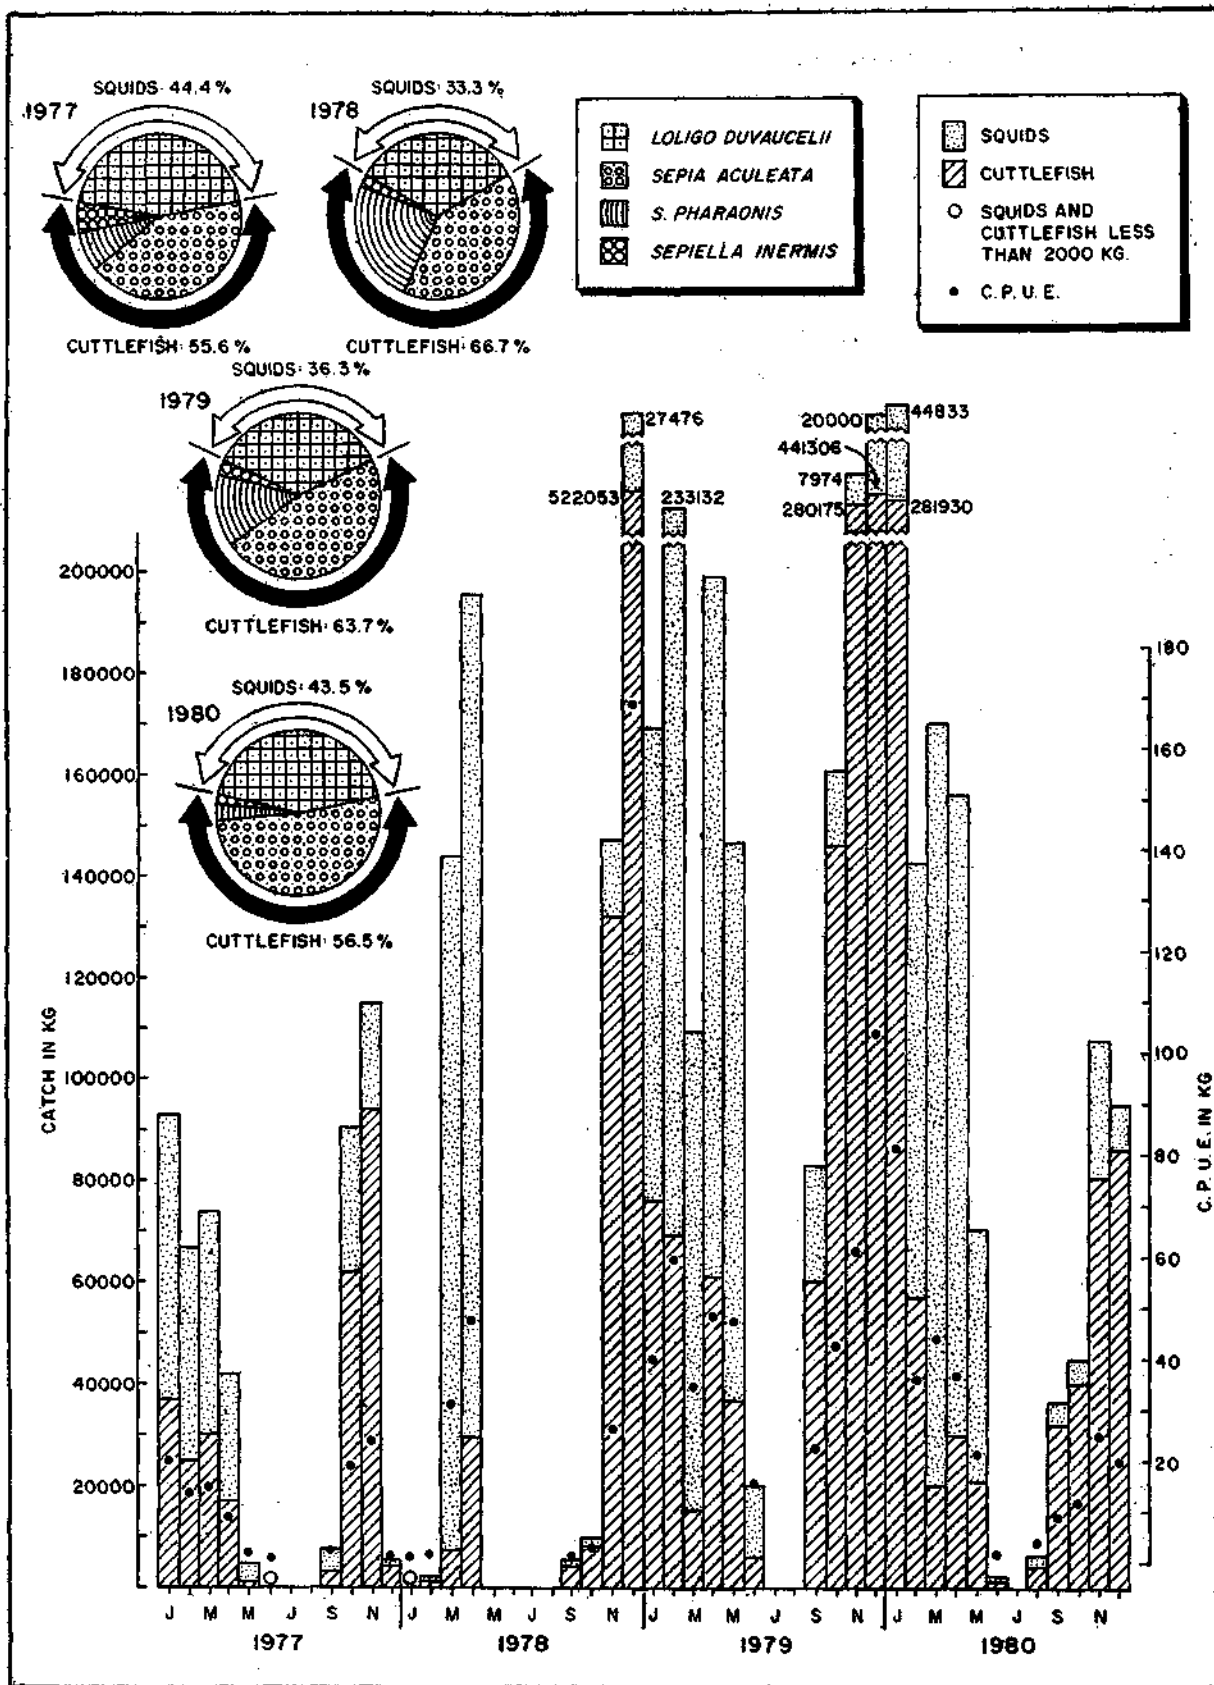 SQUIDS: 44.4 %
1977
CUTTLEFISH: 55.6 %
SQUIDS: 33.3 %
1978
CUTTLEFISH: 66.7 %
LOLIGO DUVAUCELII
SEPIA ACULEATA
S. PHARAONIS
SEPIELLA INERMIS
SQUIDS
CUTTLEFISH
SQUIDS AND
CUTTLEFISH LESS
THAN 2000 KG.
C. P. U. E.
SQUIDS: 36.3 %
1979
CUTTLEFISH: 63.7 %
SQUIDS: 43.5 %
1980
CUTTLEFISH: 56.5 %
27476
522053
233132
20000
441306
7974
280175
44833
281930
200000
180000
160000
140000
120000
100000
80000
60000
40000
20000
CATCH IN KG
180
160
140
120
100
80
60
40
20
C. P. U. E. IN KG
J M M J S N J M M J S N J M M J S N J M M J S N
1977 1978 1979 1980